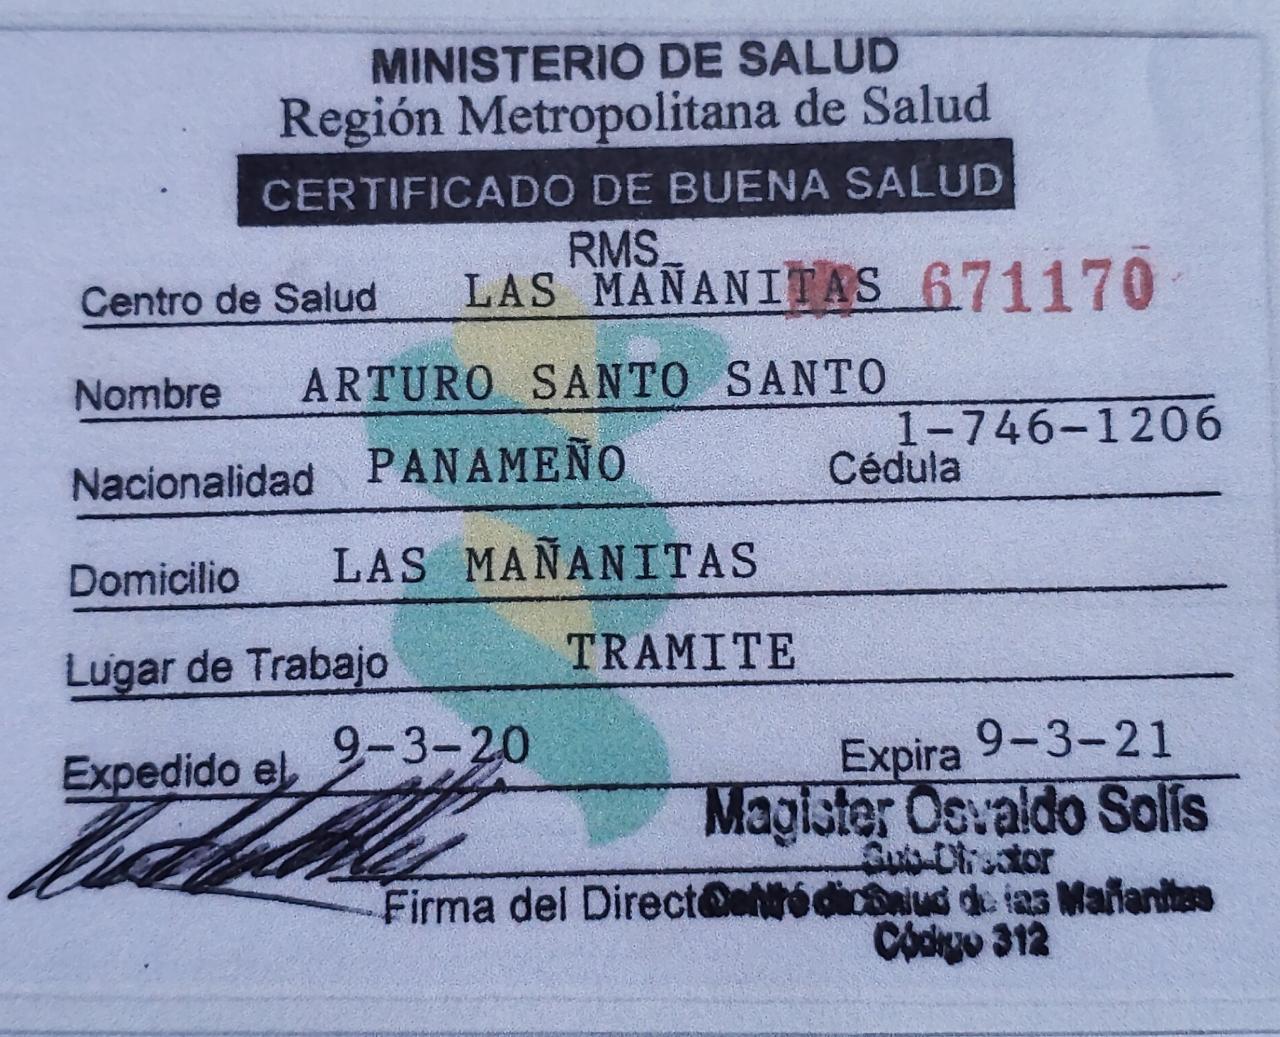 MINISTERIO DE SALUD
Región Metropolitana de Salud
CERTIFICADO DE BUENA SALUD
RMS
Centro de Salud LAS MAÑANITAS Nº 671170
Nombre ARTURO SANTO SANTO
1-746-1206
Nacionalidad PANAMEÑO Cédula
Domicilio LAS MAÑANITAS
Lugar de Trabajo TRAMITE
Expedido el 9-3-20 Expira 9-3-21
Magister Osvaldo Solís
Sub-Director
Firma del Director Centro de Salud de las Mañanitas
Código 312